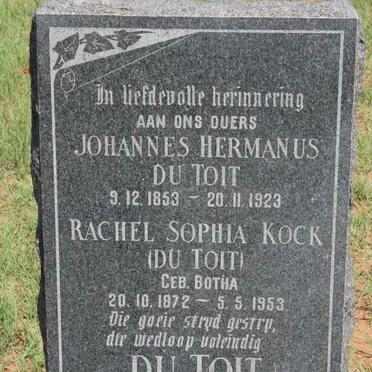 In liefdevolle herinnering
AAN ONS OUERS
JOHANNES HERMANUS
DU TOIT
9.12.1853 - 20.11.1923
RACHEL SOPHIA KOCK
(DU TOIT)
GEB. BOTHA
20.10.1872 - 5.5.1953
Die goeie stryd gestry,
die wedloop voleindig
DU TOIT